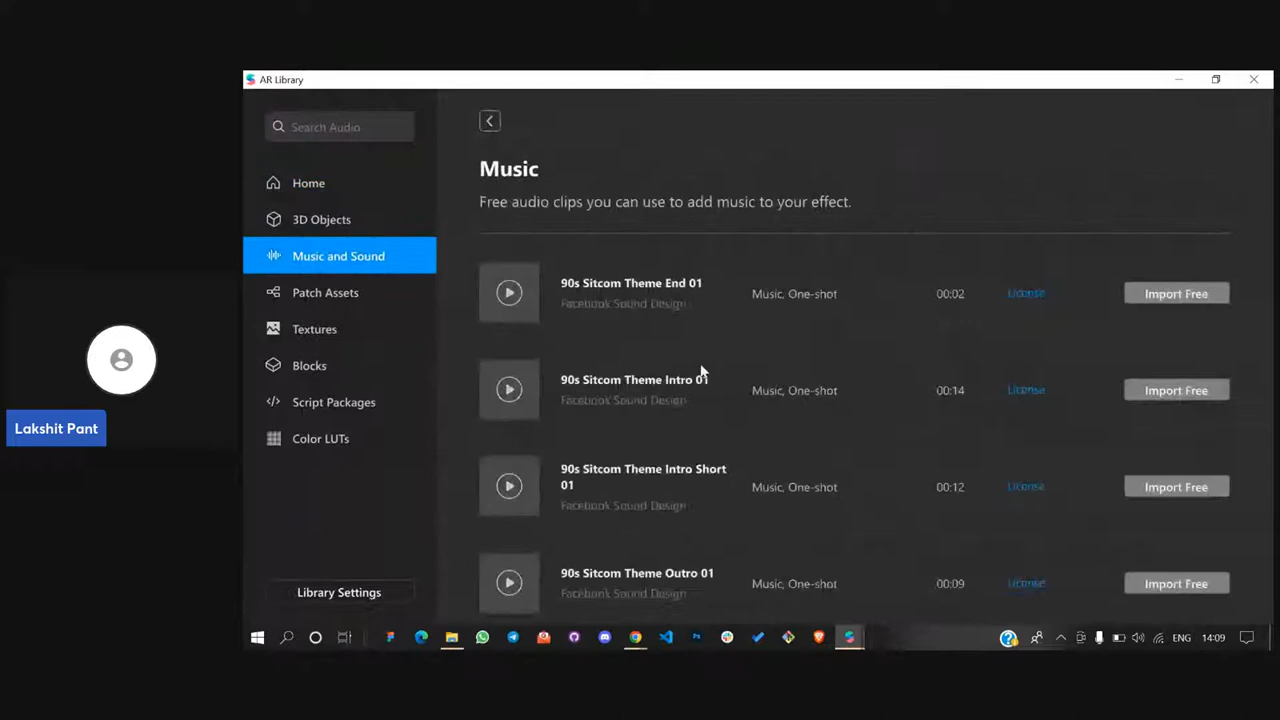 AR Library
Search Audio
Home
3D Objects
Music and Sound
Patch Assets
Textures
Blocks
Script Packages
Color LUTs
Library Settings
Music
Free audio clips you can use to add music to your effect.
90s Sitcom Theme End 01
Facebook Sound Design
Music, One-shot
00:02
License
Import Free
90s Sitcom Theme Intro 01
Facebook Sound Design
Music, One-shot
00:14
License
Import Free
90s Sitcom Theme Intro Short
01
Facebook Sound Design
Music, One-shot
00:12
License
Import Free
90s Sitcom Theme Outro 01
Facebook Sound Design
Music, One-shot
00:09
License
Import Free
Lakshit Pant
Ps
ENG
14:09